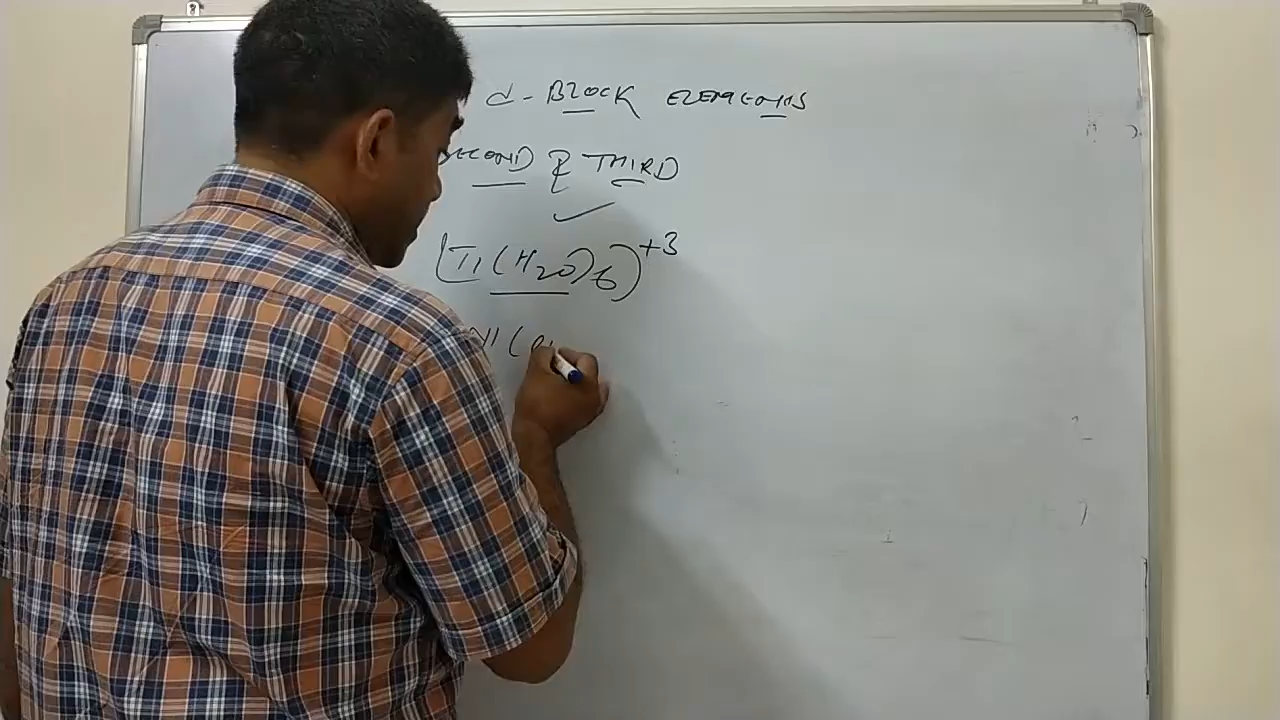 d - BLOCK ELEMENTS
SECOND & THIRD
[Ti(H2O)6)+3